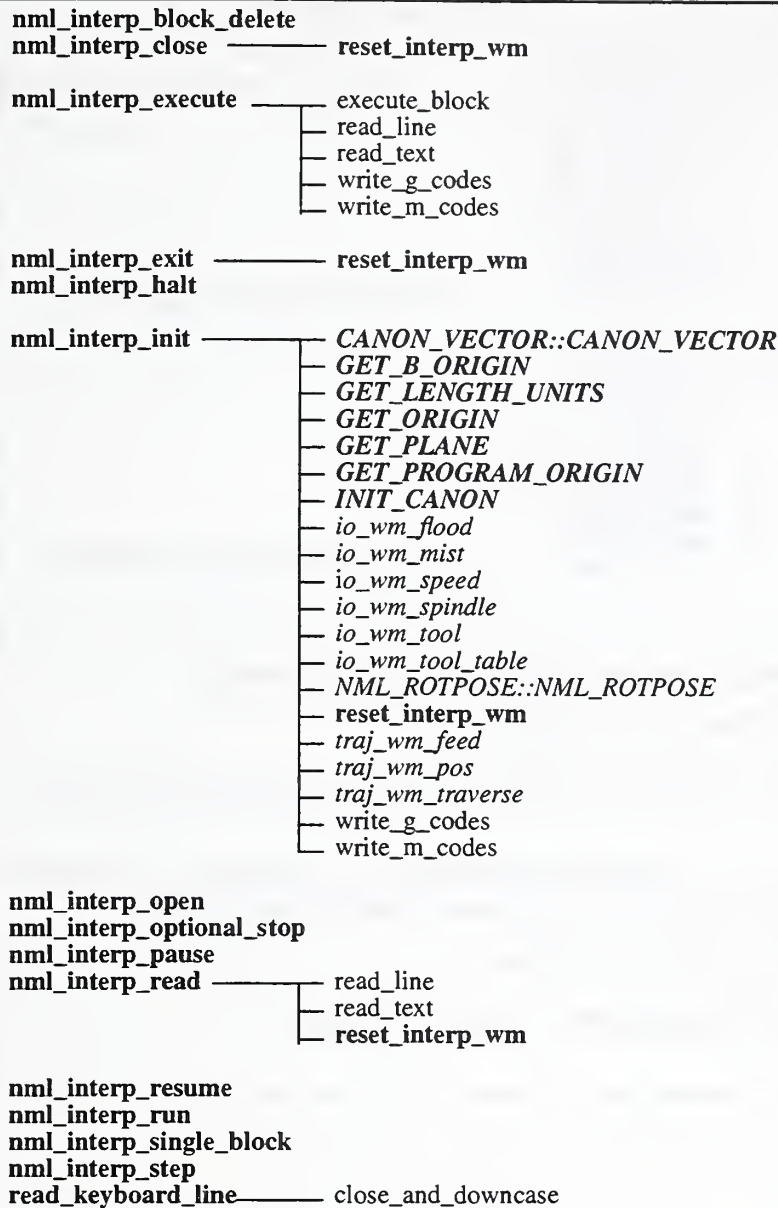 nml_interp_block_delete
nml_interp_close reset_interp_wm
nml_interp_execute execute_block
read_line
read_text
write_g_codes
write_m_codes
nml_interp_exit reset_interp_wm
nml_interp_halt
nml_interp_init CANON_VECTOR::CANON_VECTOR
GET_B_ORIGIN
GET_LENGTH_UNITS
GET_ORIGIN
GET_PLANE
GET_PROGRAM_ORIGIN
INIT_CANON
io_wm_flood
io_wm_mist
io_wm_speed
io_wm_spindle
io_wm_tool
io_wm_tool_table
NML_ROTPOSE::NML_ROTPOSE
reset_interp_wm
traj_wm_feed
traj_wm_pos
traj_wm_traverse
write_g_codes
write_m_codes
nml_interp_open
nml_interp_optional_stop
nml_interp_pause
nml_interp_read read_line
read_text
reset_interp_wm
nml_interp_resume
nml_interp_run
nml_interp_single_block
nml_interp_step
read_keyboard_line close_and_downcase